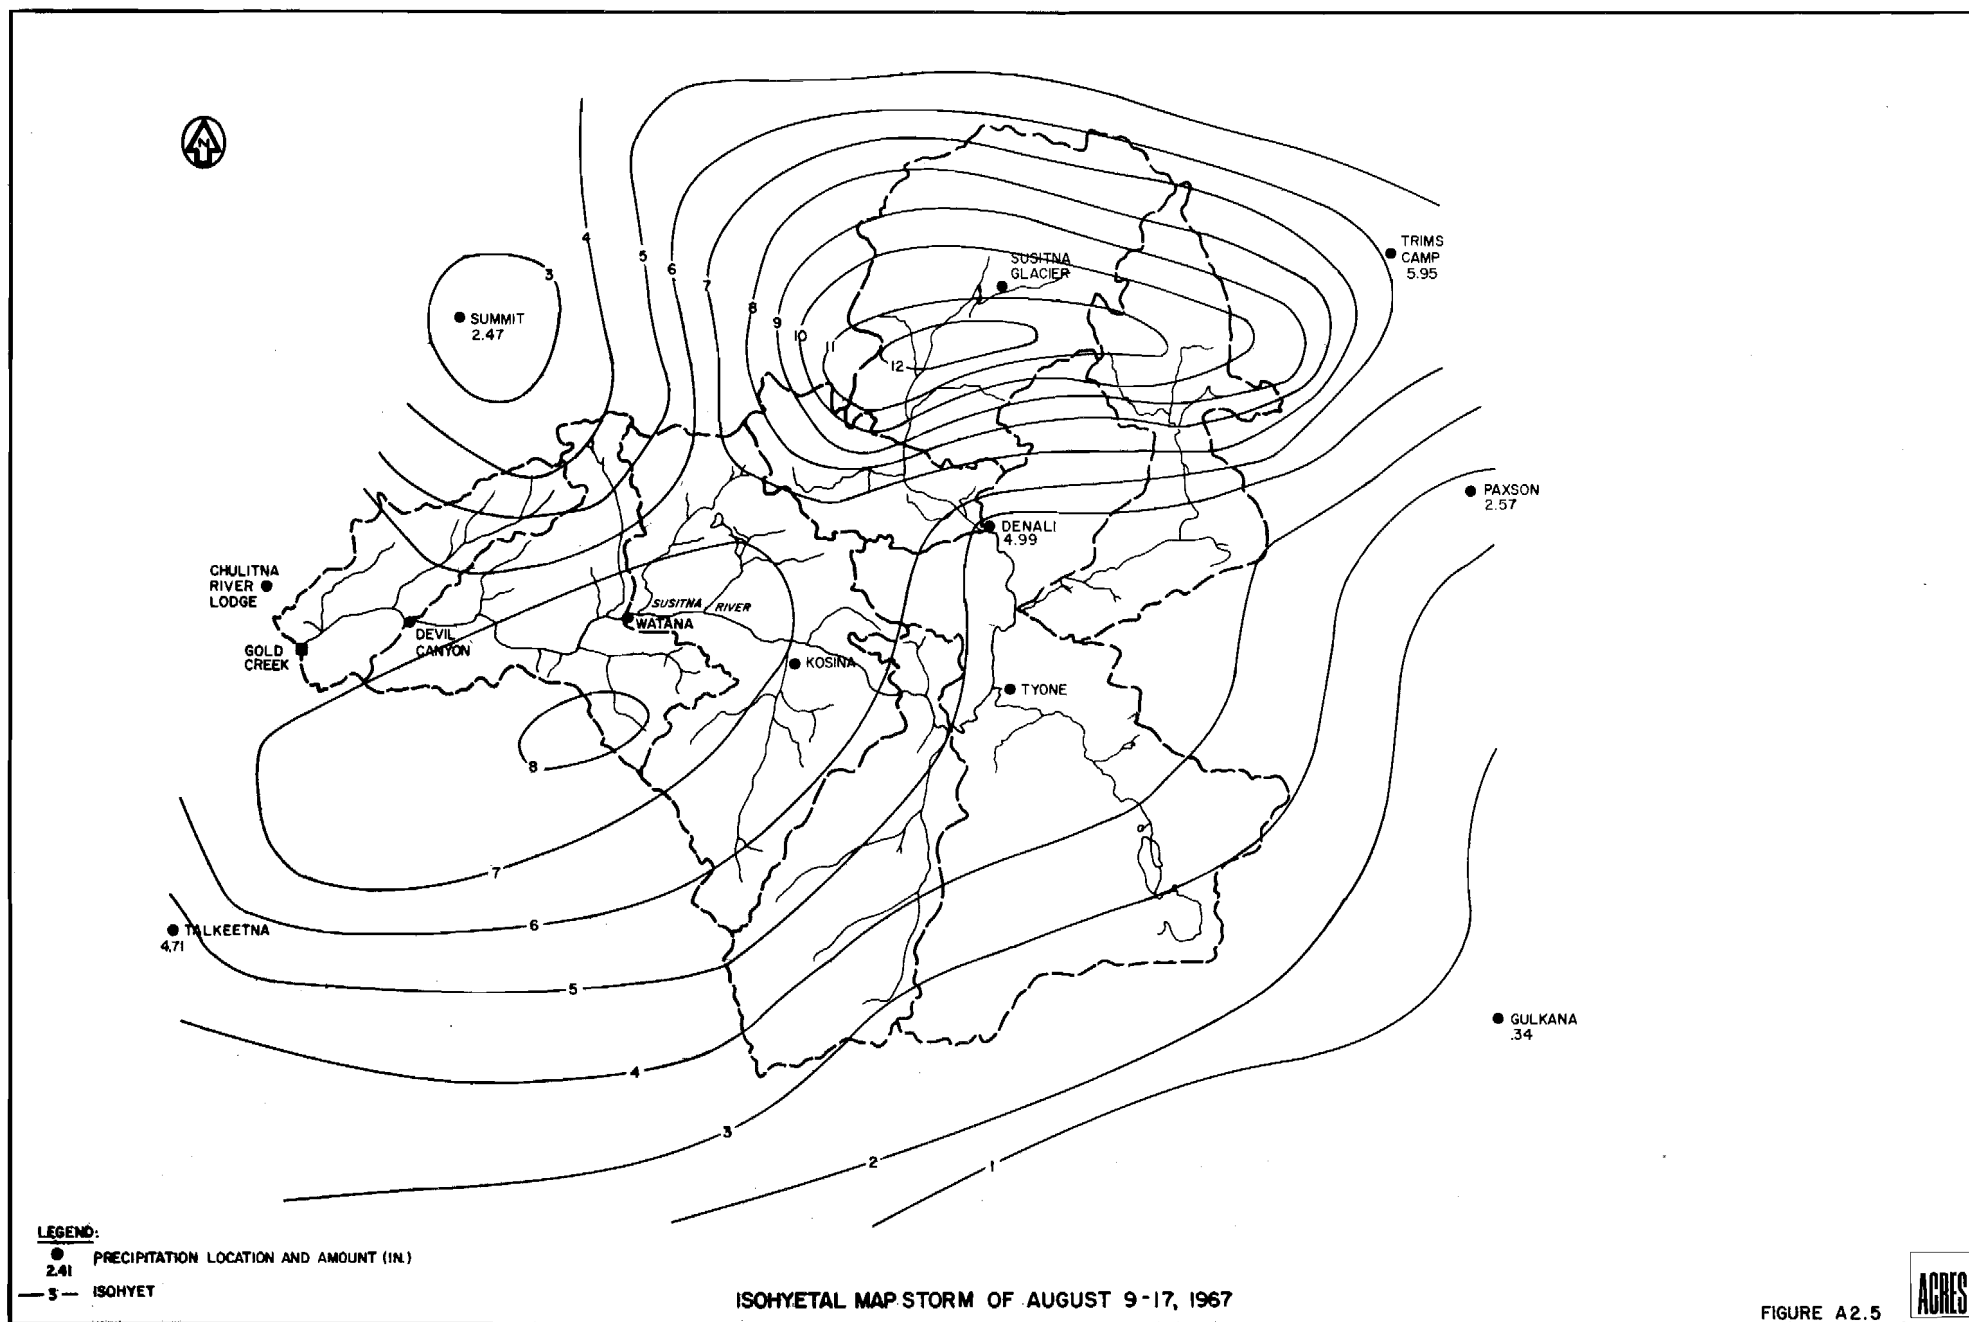 N
4
5
6
7
8
9
10
11
12
3
SUSITNA
GLACIER
TRIMS
CAMP
5.95
SUMMIT
2.47
PAXSON
2.57
DENALI
4.99
CHULITNA
RIVER
LODGE
SUSITNA RIVER
WATANA
DEVIL
CANYON
GOLD
CREEK
KOSINA
TYONE
8
7
6
5
4
3
2
1
TALKEETNA
4.71
GULKANA
.34
LEGEND:
2.41
PRECIPITATION LOCATION AND AMOUNT (IN.)
5
ISOHYET
ISOHYETAL MAP STORM OF AUGUST 9-17, 1967
FIGURE A2.5
ACRES